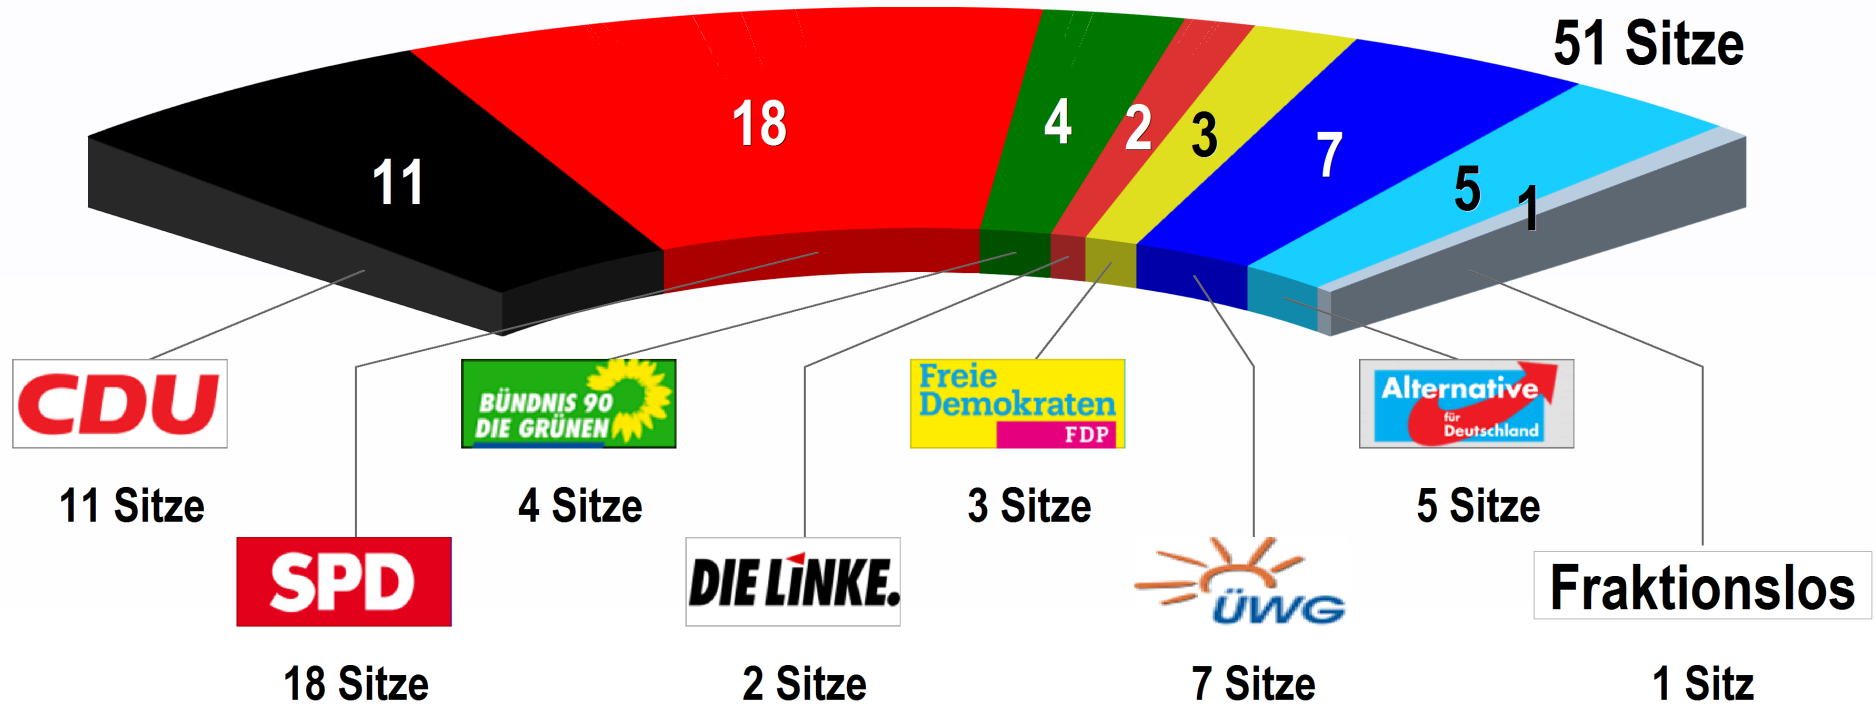 51 Sitze
11
18
4
2
3
7
5
1
CDU
BÜNDNIS 90
DIE GRÜNEN
Freie
Demokraten
FDP
Alternative
für
Deutschland
11 Sitze
4 Sitze
3 Sitze
5 Sitze
SPD
DIE LINKE.
ÜWG
Fraktionslos
18 Sitze
2 Sitze
7 Sitze
1 Sitz